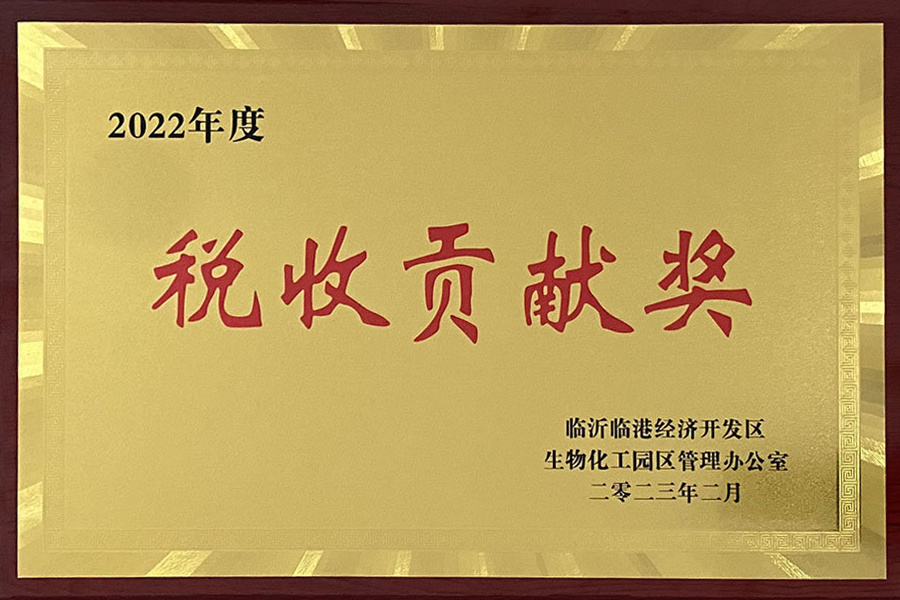 2022年度
税收贡献奖
临沂临港经济开发区
生物化工园区管理办公室
二零二三年二月